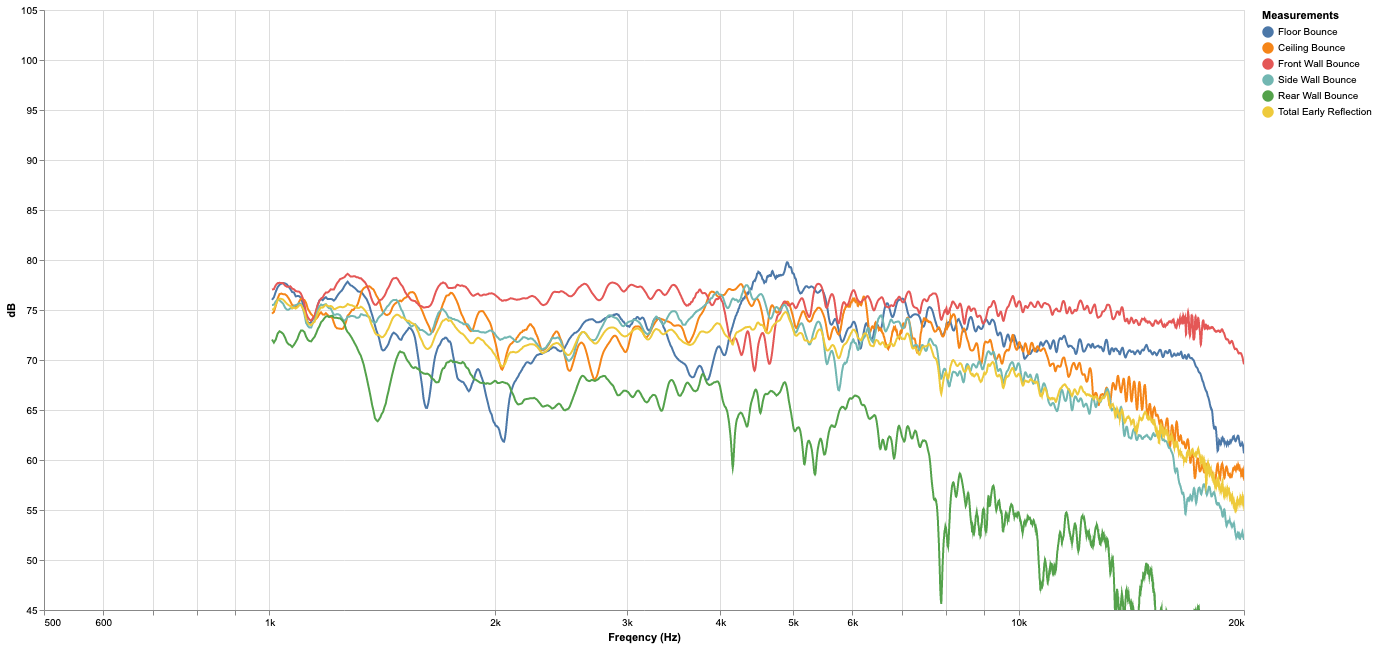 105
100
95
90
85
80
75
70
65
60
55
50
45
dB
500 600 1k 2k 3k 4k 5k 6k 10k 20k
Freqency (Hz)
Measurements
Floor Bounce
Ceiling Bounce
Front Wall Bounce
Side Wall Bounce
Rear Wall Bounce
Total Early Reflection